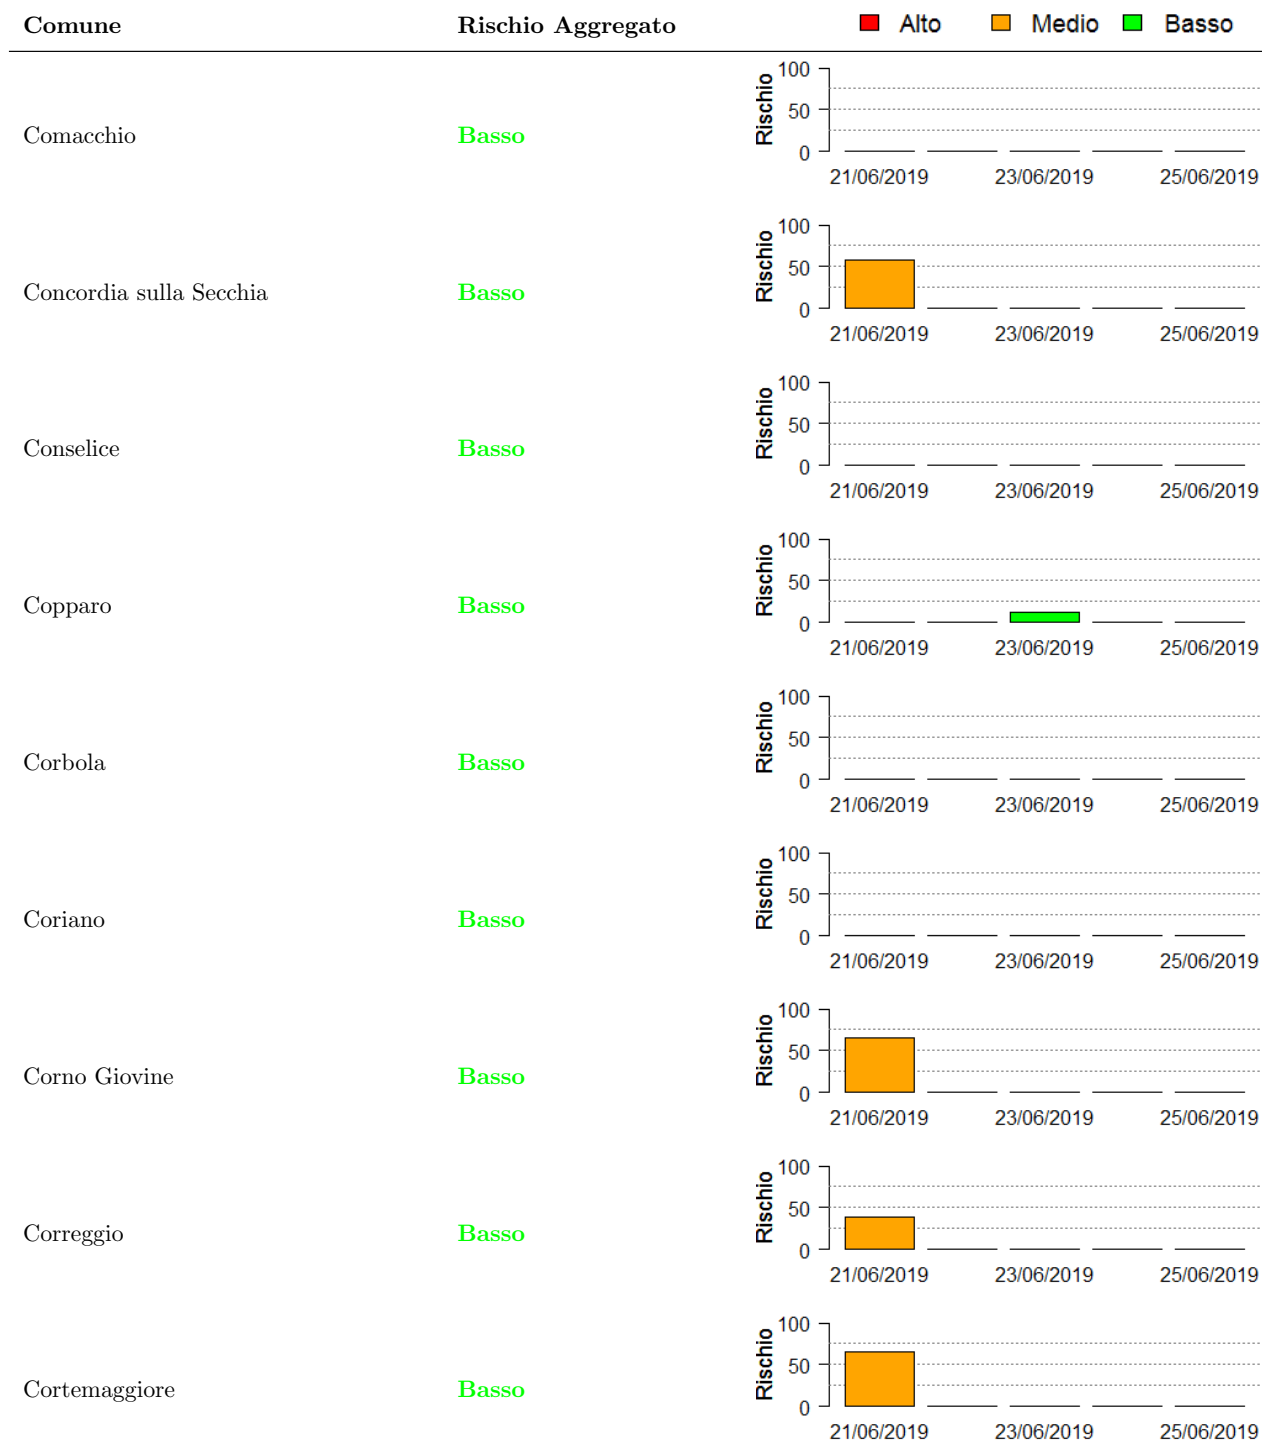 Comune Rischio Aggregato Alto Medio Basso
Comacchio Basso
Rischio
100
50
0
21/06/2019 23/06/2019 25/06/2019
Concordia sulla Secchia Basso
Rischio
100
50
0
21/06/2019 23/06/2019 25/06/2019
Conselice Basso
Rischio
100
50
0
21/06/2019 23/06/2019 25/06/2019
Copparo Basso
Rischio
100
50
0
21/06/2019 23/06/2019 25/06/2019
Corbola Basso
Rischio
100
50
0
21/06/2019 23/06/2019 25/06/2019
Coriano Basso
Rischio
100
50
0
21/06/2019 23/06/2019 25/06/2019
Corno Giovine Basso
Rischio
100
50
0
21/06/2019 23/06/2019 25/06/2019
Correggio Basso
Rischio
100
50
0
21/06/2019 23/06/2019 25/06/2019
Cortemaggiore Basso
Rischio
100
50
0
21/06/2019 23/06/2019 25/06/2019